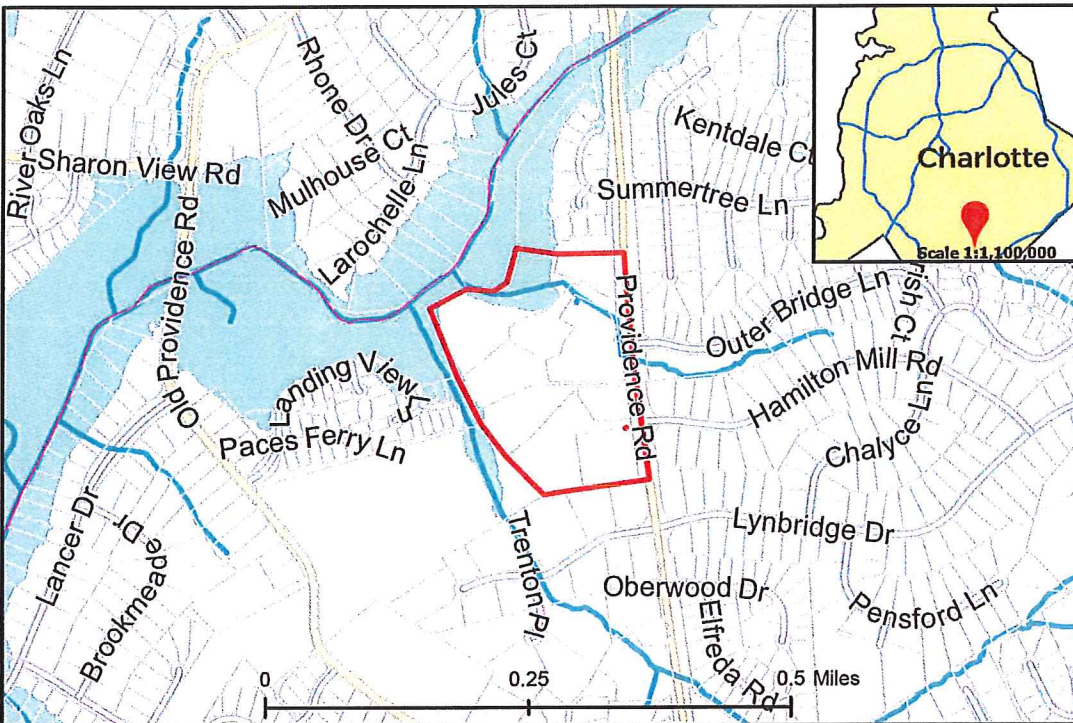 River Oaks Ln
Sharon View Rd
Old Providence Rd
Rhone Dr
Mulhouse Ct
Larochelle Ln
Jules Ct
Kentdale Ct
Summertree Ln
Charlotte
Scale 1:1,100,000
Providence Rd
Outer Bridge Ln
Hamilton Mill Rd
Chalyce Ln
Landing View Ln
Paces Ferry Ln
Lancer Dr
Brookmeade Dr
Trenton Pl
Lynbridge Dr
Oberwood Dr
Elfreda Rd
Pensford Ln
0
0.25
0.5 Miles